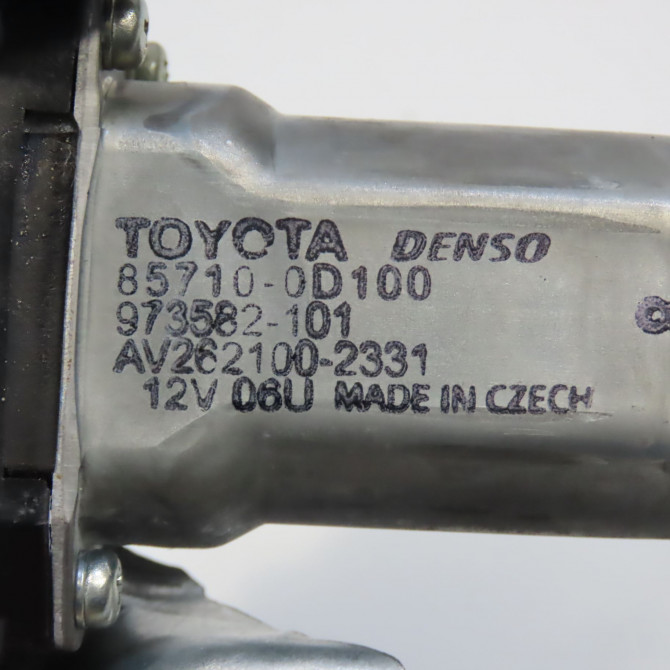 TOYOTA DENSO
85710-0D100
973582-101
AV262100-2331
12V 06U MADE IN CZECH